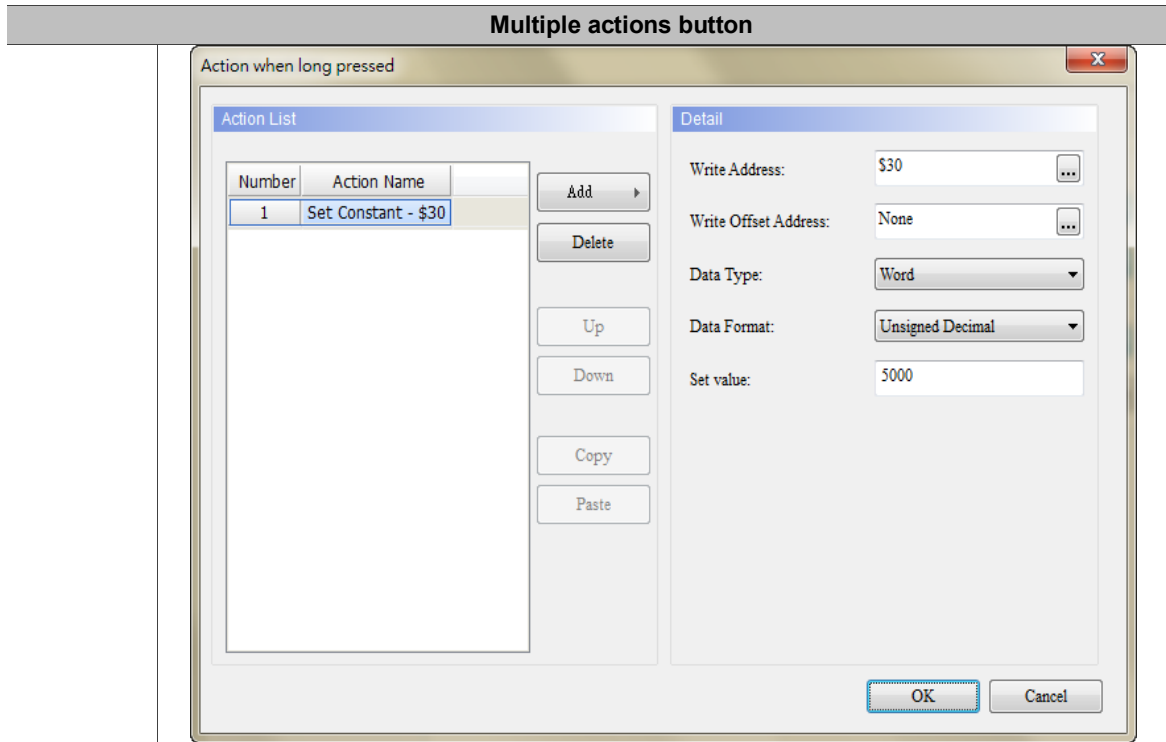 Multiple actions button
Action when long pressed
Action List
Number Action Name
1 Set Constant - $30
Add
Delete
Up
Down
Copy
Paste
Detail
Write Address: $30 ...
Write Offset Address: None ...
Data Type: Word
Data Format: Unsigned Decimal
Set value: 5000
OK Cancel